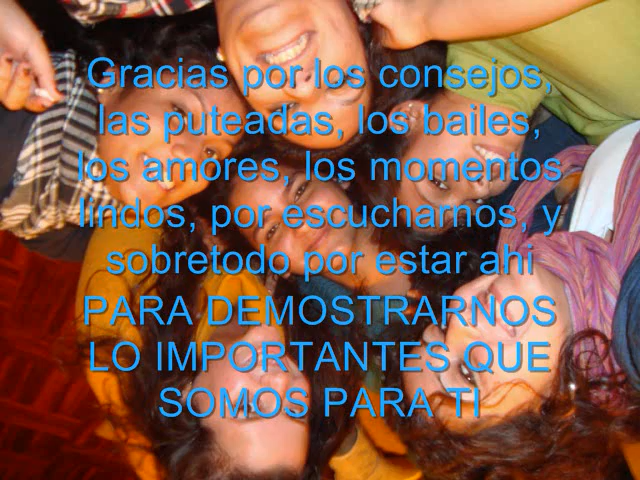 Gracias por los consejos,
las puteadas, los bailes,
los amores, los momentos
lindos, por escucharnos, y
sobretodo por estar ahi
PARA DEMOSTRARNOS
LO IMPORTANTES QUE
SOMOS PARA TI